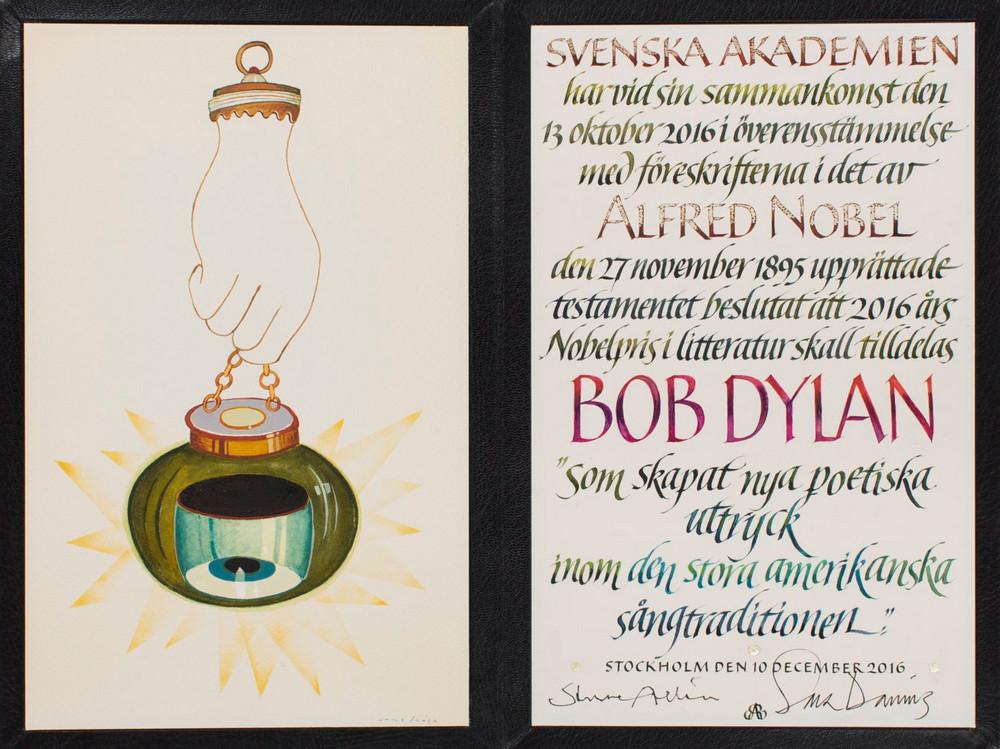 SVENSKA AKADEMIEN
har vid sin sammankomst den
13 oktober 2016 i överensstämmelse
med föreskrifterna i det av
ALFRED NOBEL
den 27 november 1895 upprättade
testamentet beslutat att 2016 års
Nobelpris i litteratur skall tilldelas
BOB DYLAN
"som skapat nya poetiska
uttryck
inom den stora amerikanska
sångtraditionen."
STOCKHOLM DEN 10 DECEMBER 2016
Sara Danius